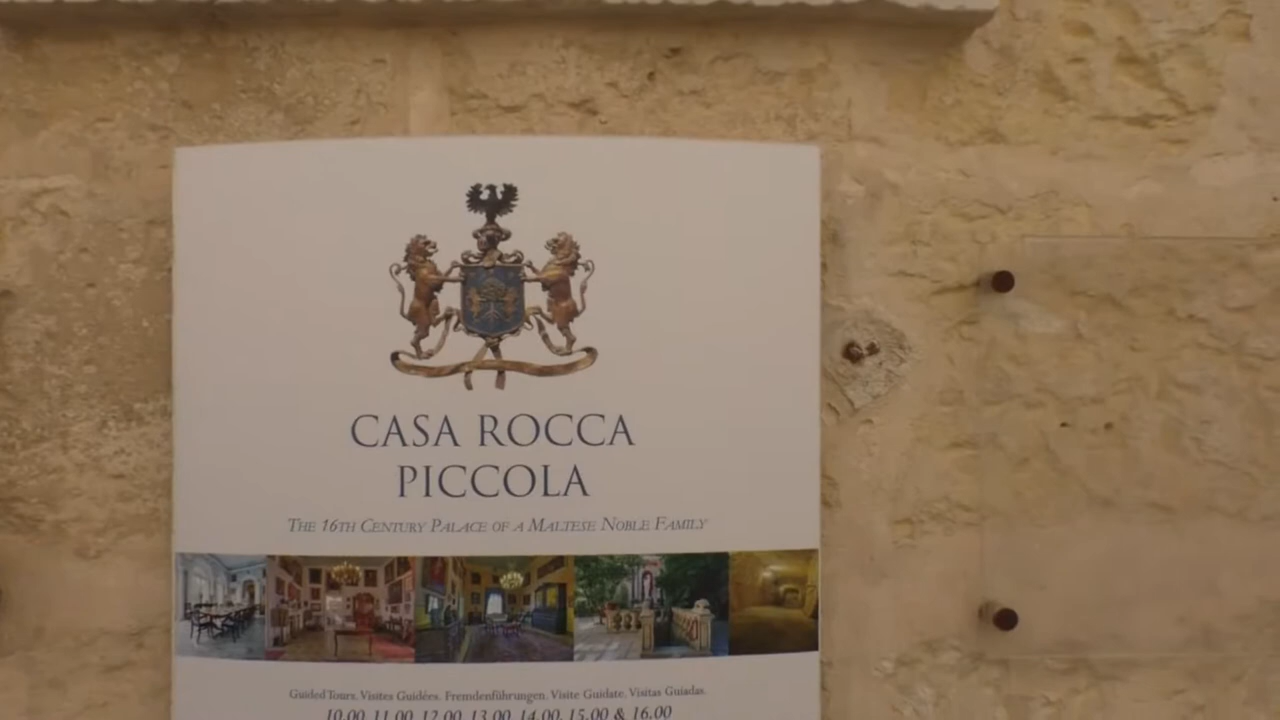 CASA ROCCA
PICCOLA
THE 16TH CENTURY PALACE OF A MALTESE NOBLE FAMILY
Guided Tours. Visites Guidées. Fremdenführungen. Visite Guidate. Visitas Guiadas.
10.00, 11.00, 12.00, 13.00, 14.00, 15.00 & 16.00